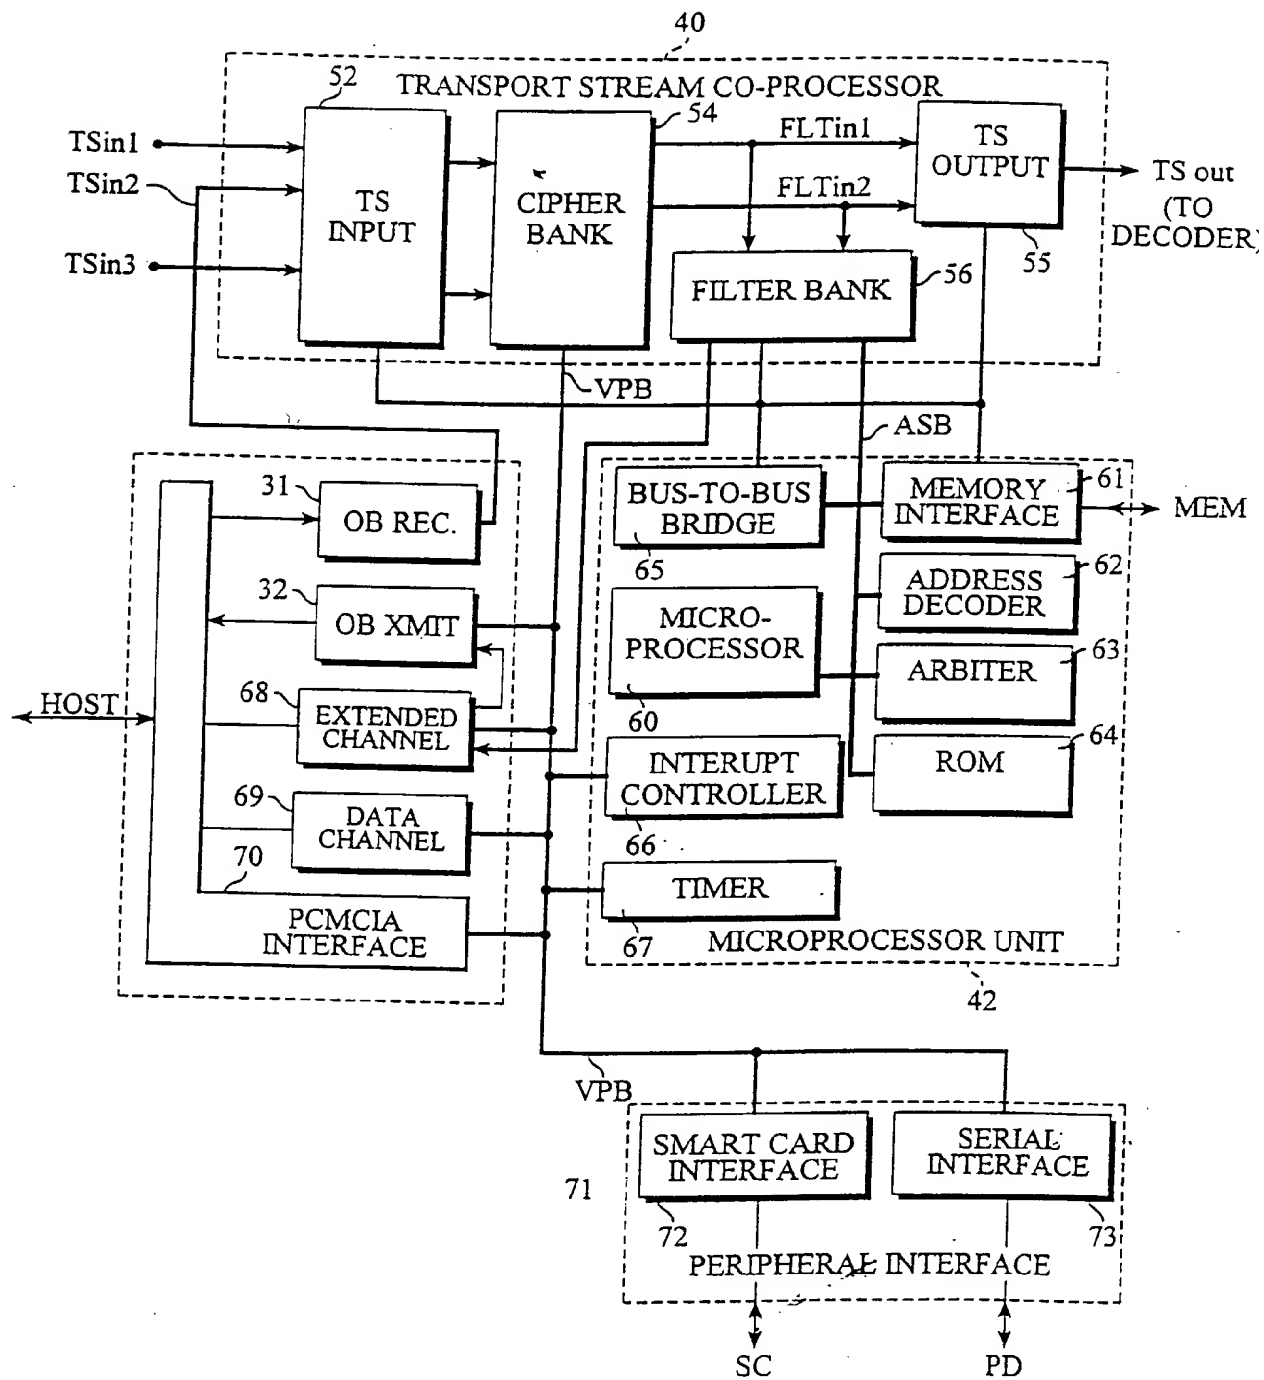 40
TRANSPORT STREAM CO-PROCESSOR
52
54
TSin1
TSin2
TSin3
TS
INPUT
CIPHER
BANK
FLTin1
FLTin2
TS
OUTPUT
TS out
(TO
DECODER)
55
56
FILTER BANK
VPB
ASB
31
OB REC.
32
OB XMIT
68
EXTENDED
CHANNEL
HOST
69
DATA
CHANNEL
70
PCMCIA
INTERFACE
BUS-TO-BUS
BRIDGE
65
MEMORY
INTERFACE
61
MEM
ADDRESS
DECODER
62
MICRO-
PROCESSOR
60
ARBITER
63
ROM
64
INTERUPT
CONTROLLER
66
TIMER
67
MICROPROCESSOR UNIT
42
VPB
71
SMART CARD
INTERFACE
72
SERIAL
INTERFACE
73
PERIPHERAL INTERFACE
SC
PD